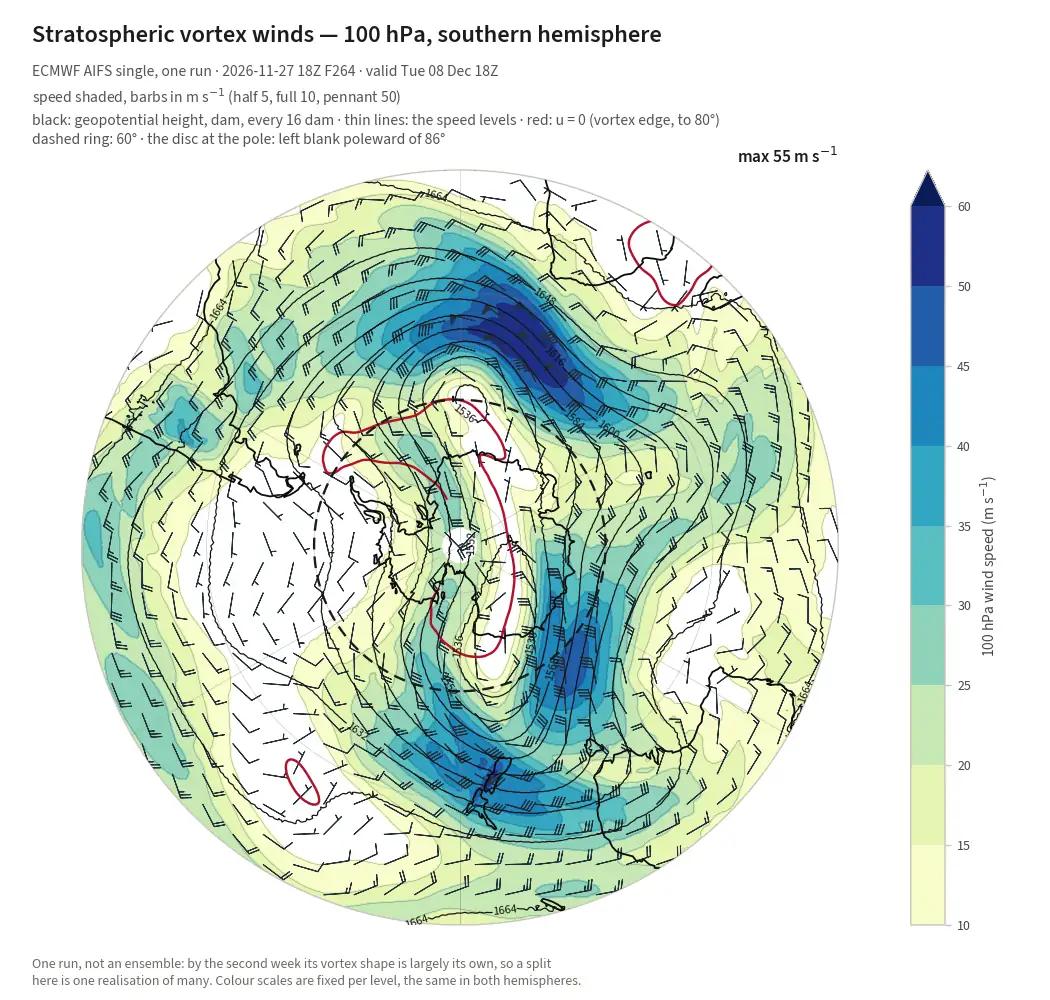 Stratospheric vortex winds — 100 hPa, southern hemisphere
ECMWF AIFS single, one run · 2026-11-27 18Z F264 · valid Tue 08 Dec 18Z
speed shaded, barbs in m s⁻¹ (half 5, full 10, pennant 50)
black: geopotential height, dam, every 16 dam · thin lines: the speed levels · red: u = 0 (vortex edge, to 80°)
dashed ring: 60° · the disc at the pole: left blank poleward of 86°
max 55 m s⁻¹
60
50
45
40
35
30
25
20
15
10
100 hPa wind speed (m s⁻¹)
1664
1664
1648
1616
1536
1552
1536
1632
1664
1664
1664
One run, not an ensemble: by the second week its vortex shape is largely its own, so a split
here is one realisation of many. Colour scales are fixed per level, the same in both hemispheres.